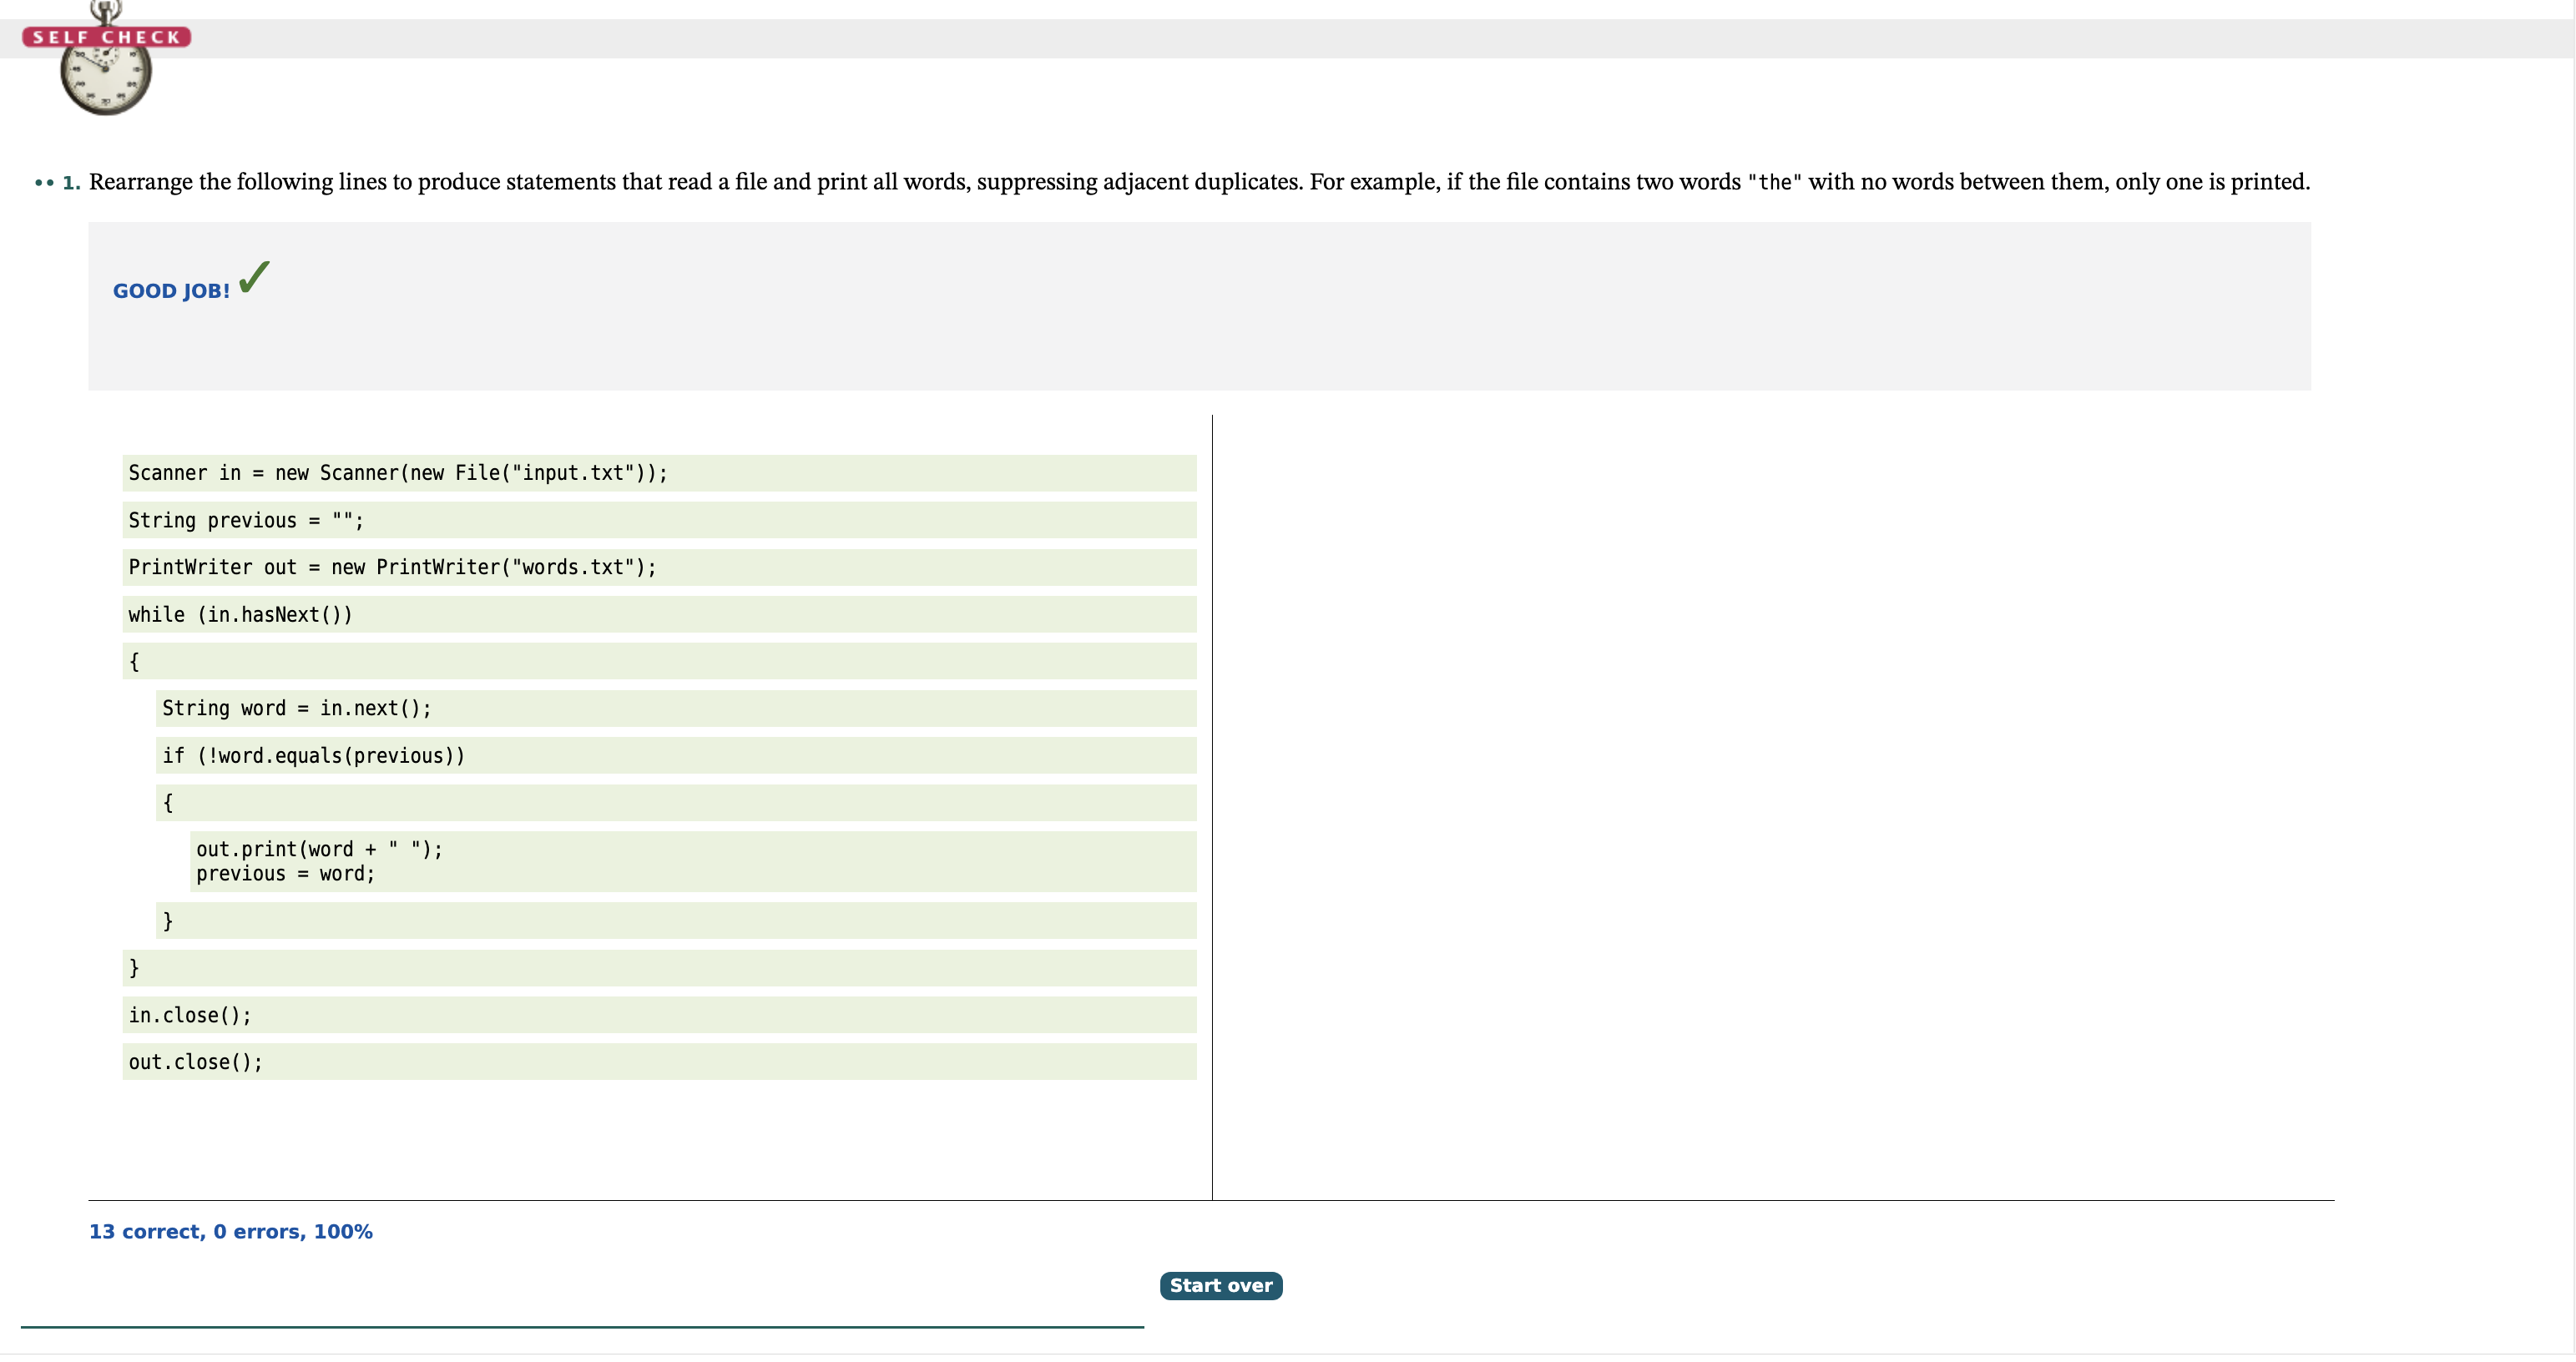 SELF CHECK
•• 1. Rearrange the following lines to produce statements that read a file and print all words, suppressing adjacent duplicates. For example, if the file contains two words "the" with no words between them, only one is printed.
GOOD JOB! ✓
Scanner in = new Scanner(new File("input.txt"));
String previous = "";
PrintWriter out = new PrintWriter("words.txt");
while (in.hasNext())
{
String word = in.next();
if (!word.equals(previous))
{
out.print(word + " ");
previous = word;
}
}
in.close();
out.close();
13 correct, 0 errors, 100%
Start over